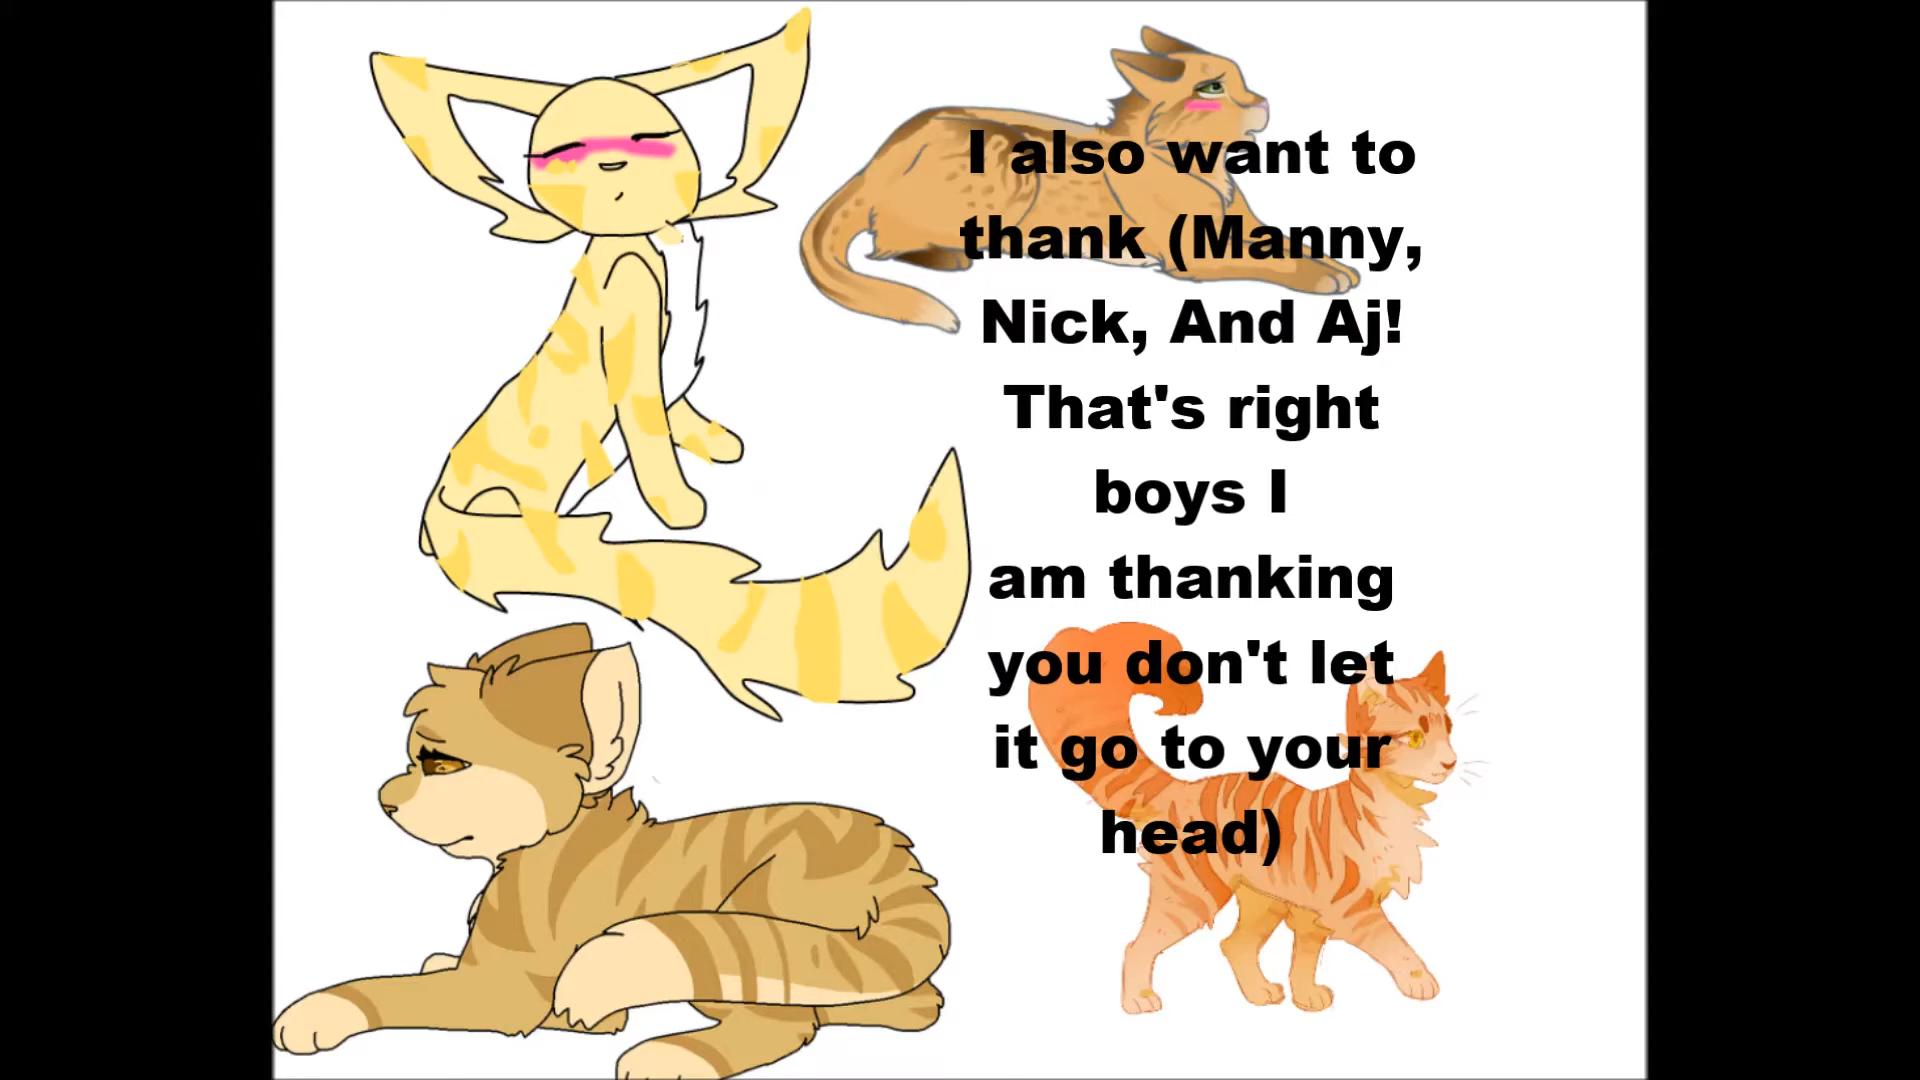 I also want to
thank (Manny,
Nick, And Aj!
That's right
boys I
am thanking
you don't let
it go to your
head)